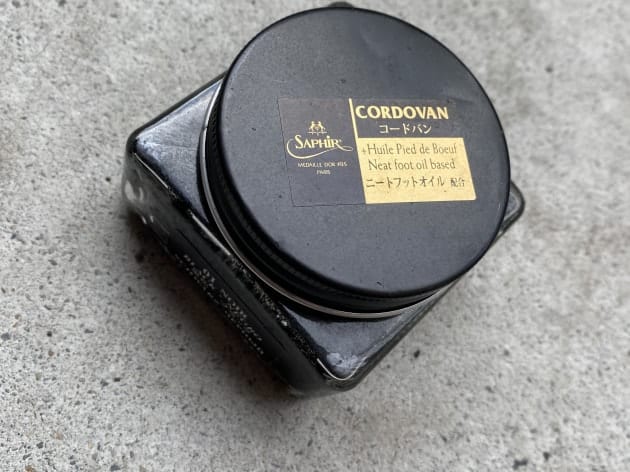 SAPHIR
MEDAILLE D'OR 1925
PARIS
CORDOVAN
コードバン
+Huile Pied de Boeuf
Neat foot oil based
ニートフットオイル 配合